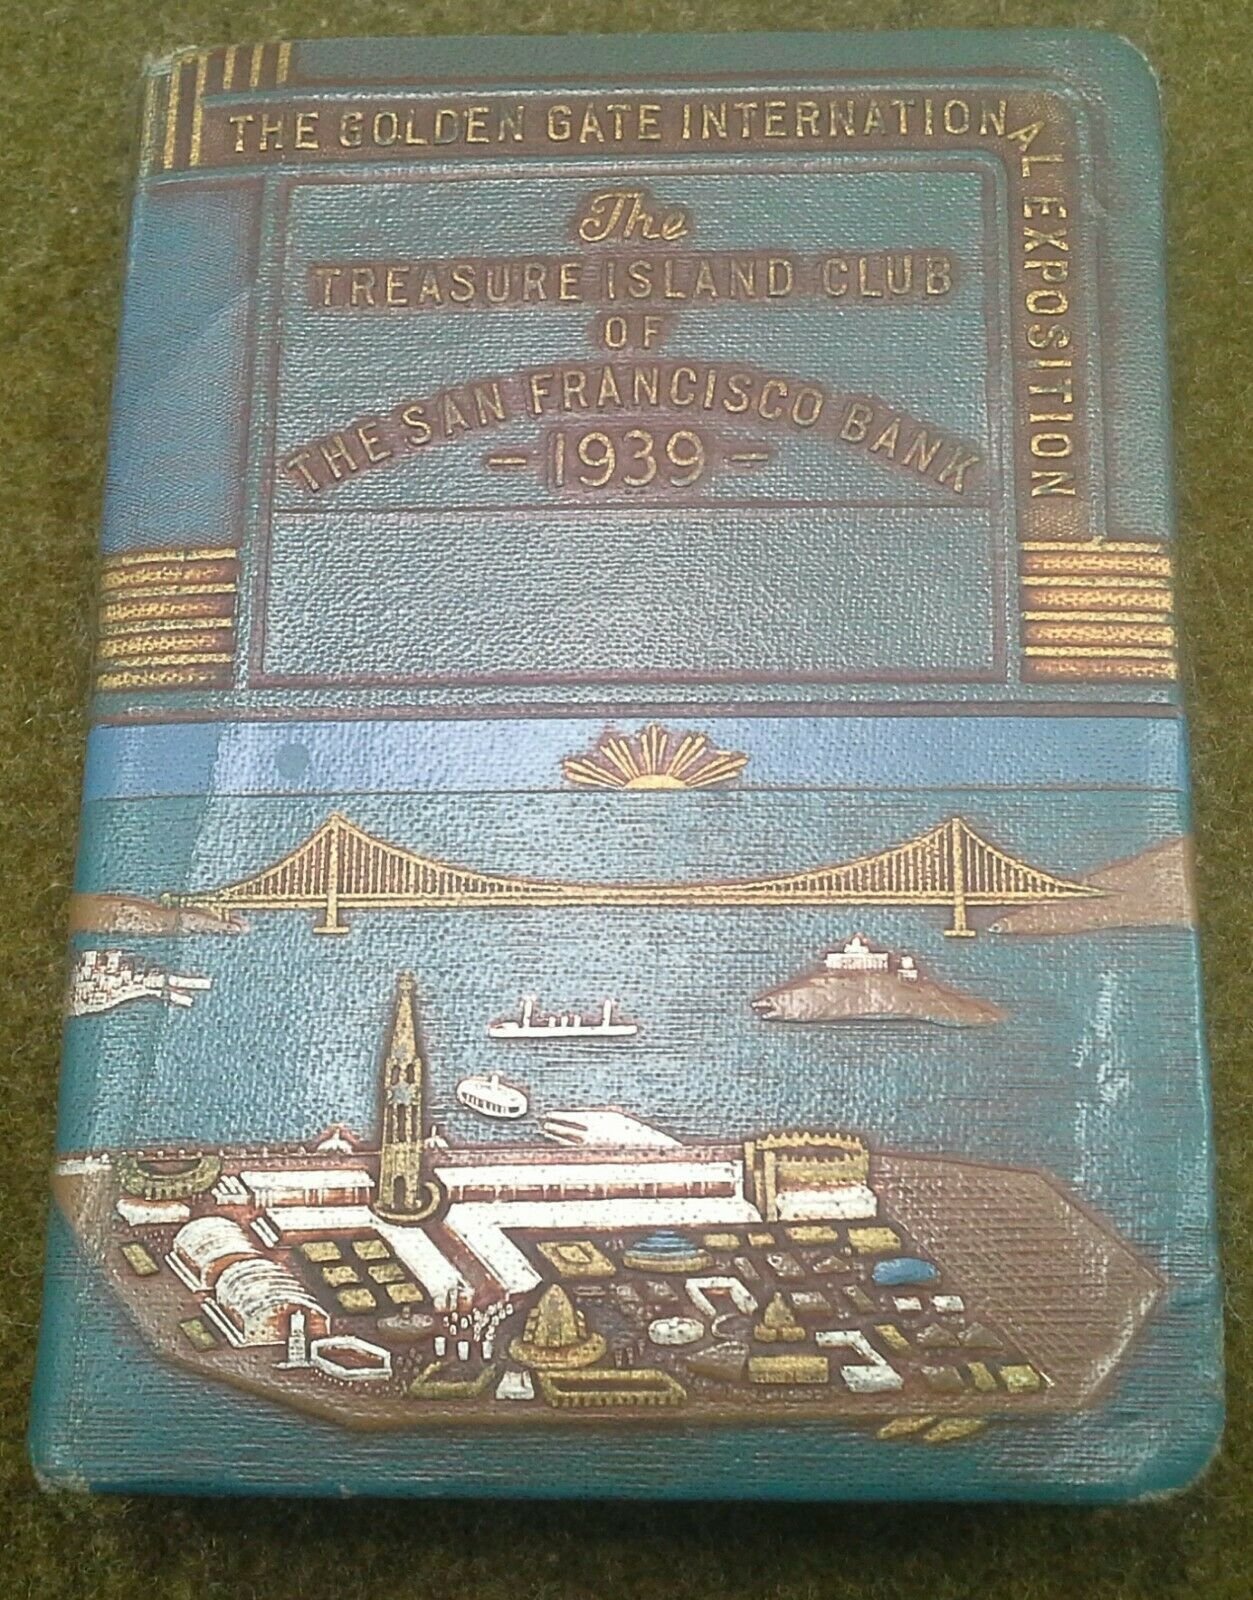 THE GOLDEN GATE INTERNATIONAL EXPOSITION
The
TREASURE ISLAND CLUB
OF
THE SAN FRANCISCO BANK
- 1939 -